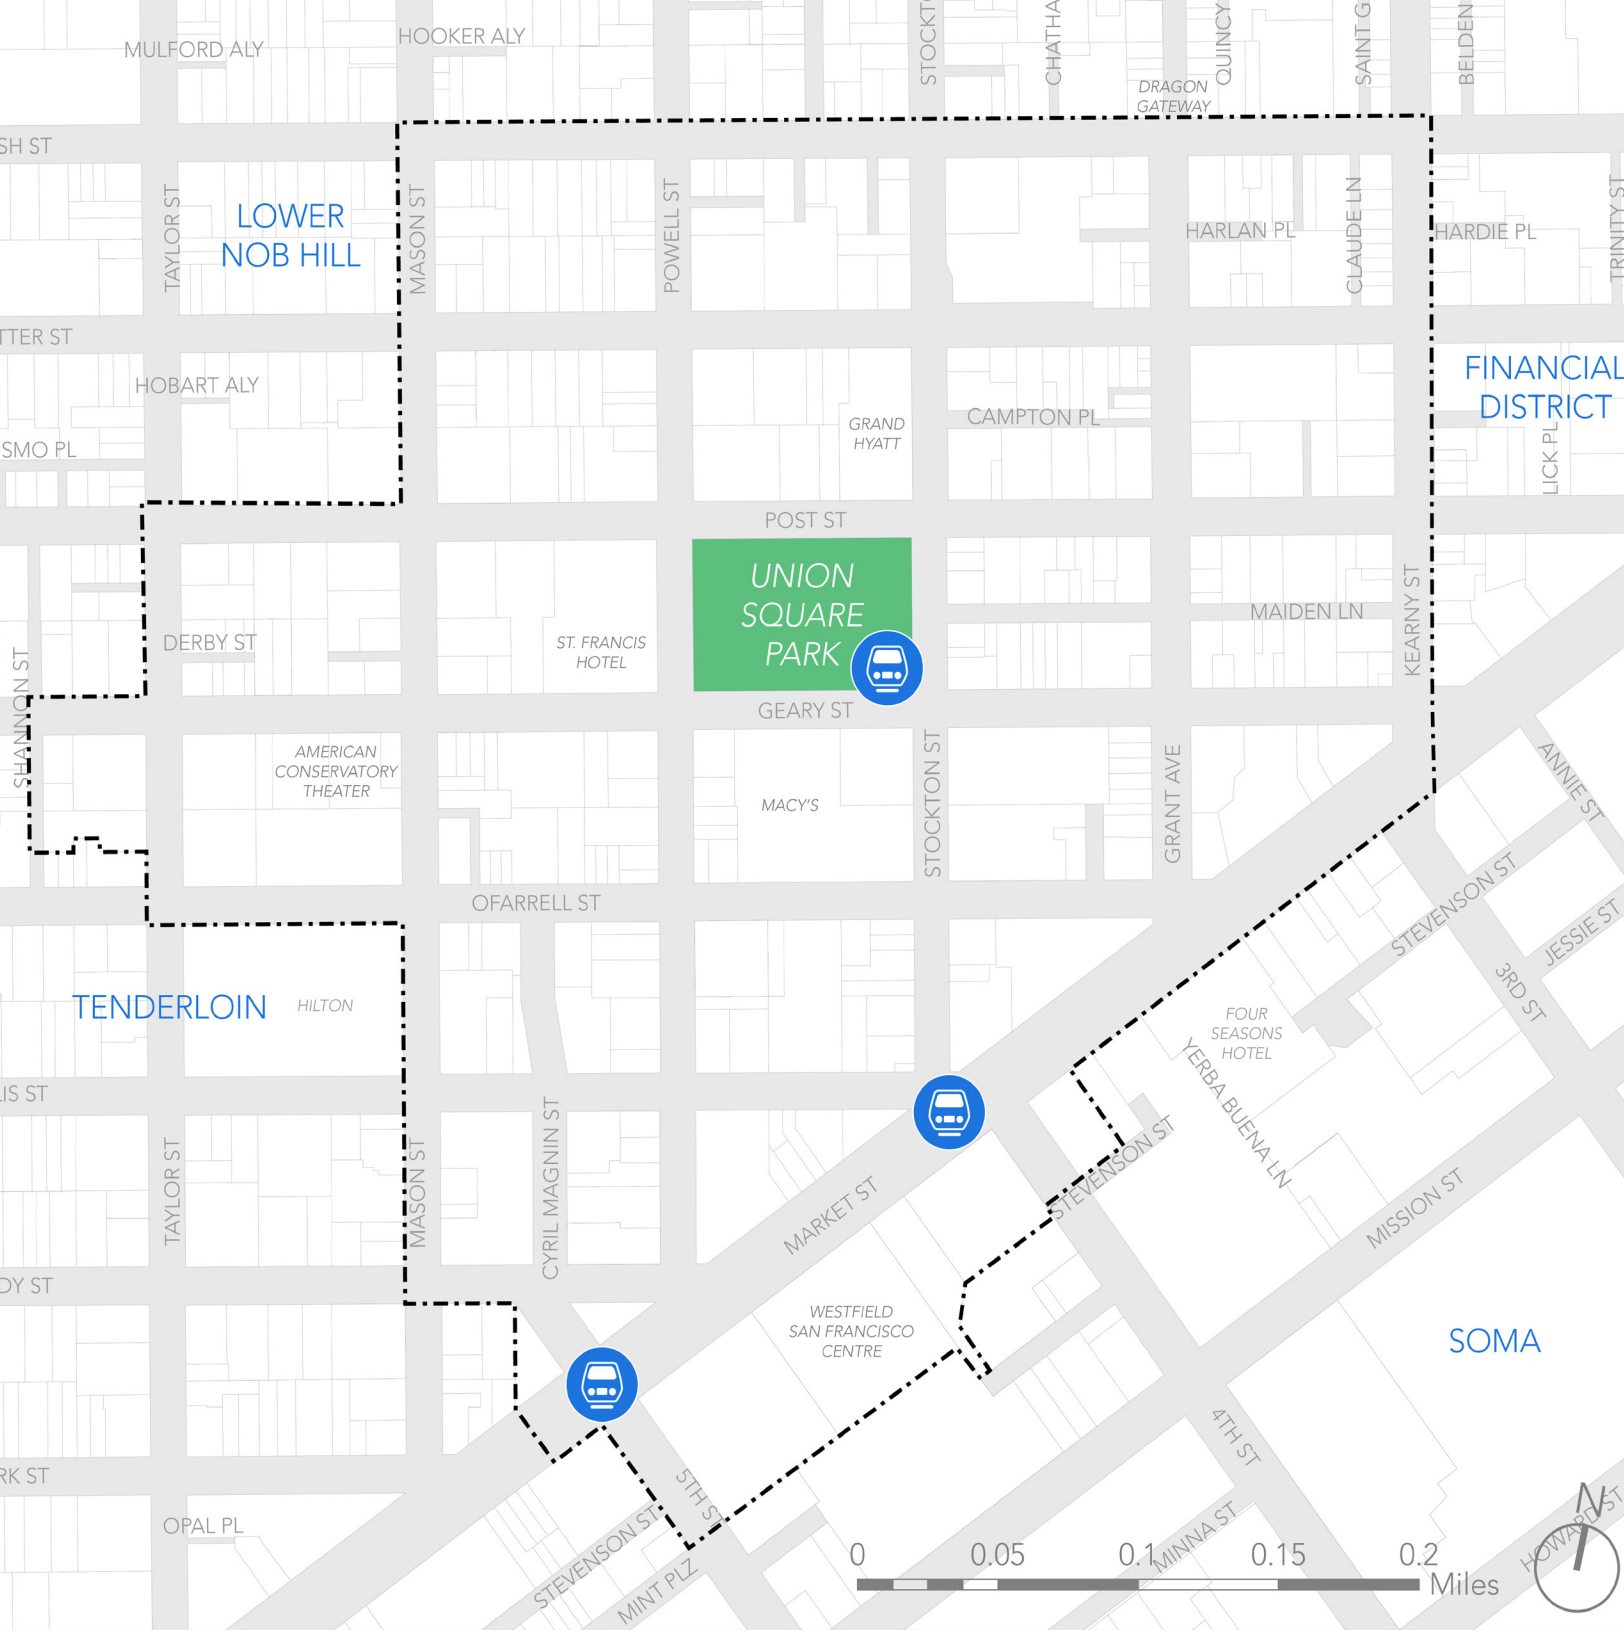 MULFORD ALY
HOOKER ALY
STOCKT
CHATHA
QUINCY
SAINT G
BELDEN
DRAGON
GATEWAY
SH ST
TAYLOR ST
LOWER
NOB HILL
MASON ST
POWELL ST
HARLAN PL
CLAUDE LN
HARDIE PL
TRINITY ST
TTER ST
HOBART ALY
SMO PL
GRAND
HYATT
CAMPTON PL
FINANCIAL
DISTRICT
LICK PL
POST ST
UNION
SQUARE
PARK
DERBY ST
ST. FRANCIS
HOTEL
MAIDEN LN
KEARNY ST
SHANNON ST
GEARY ST
AMERICAN
CONSERVATORY
THEATER
MACY'S
STOCKTON ST
GRANT AVE
ANNIE ST
OFARRELL ST
STEVENSON ST
JESSIE ST
TENDERLOIN
HILTON
3RD ST
FOUR
SEASONS
HOTEL
YERBA BUENA LN
LIS ST
TAYLOR ST
MASON ST
CYRIL MAGNIN ST
MARKET ST
STEVENSON ST
MISSION ST
DY ST
WESTFIELD
SAN FRANCISCO
CENTRE
SOMA
4TH ST
RK ST
5TH ST
OPAL PL
STEVENSON ST
MINT PLZ
MINNA ST
HOWARD ST
N
0 0.05 0.1 0.15 0.2
Miles